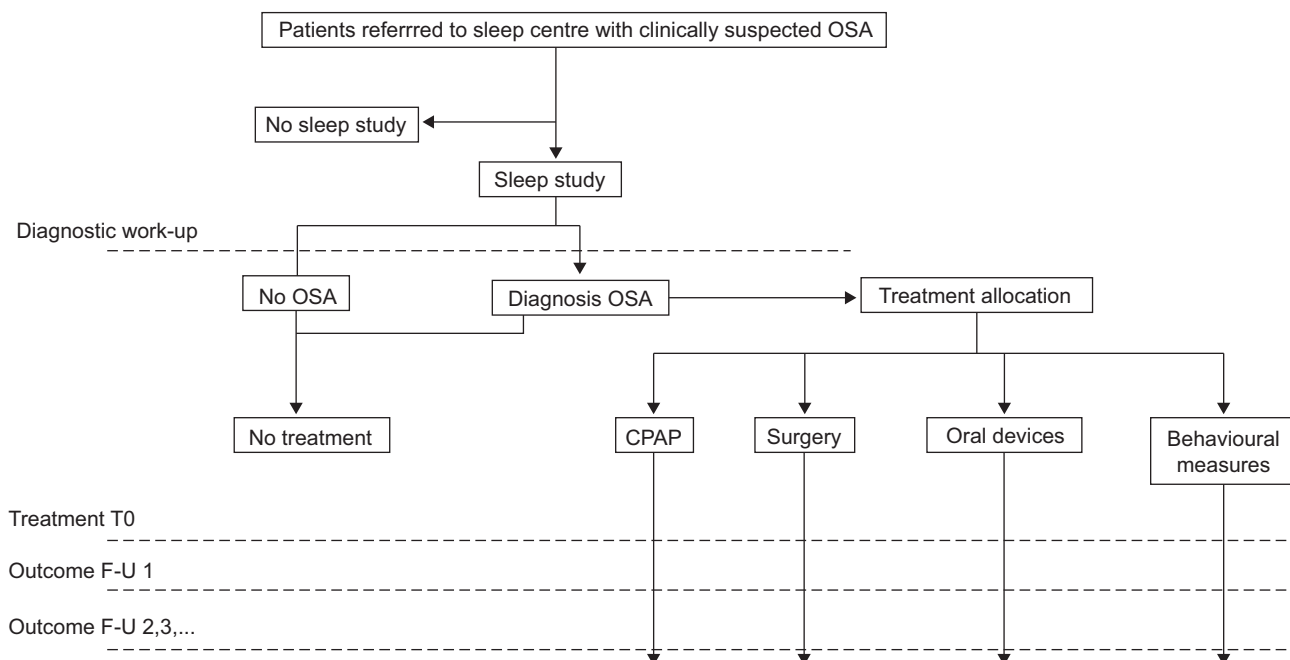 Patients referrred to sleep centre with clinically suspected OSA
No sleep study
Sleep study
Diagnostic work-up
No OSA
Diagnosis OSA
Treatment allocation
No treatment
CPAP
Surgery
Oral devices
Behavioural
measures
Treatment T0
Outcome F-U 1
Outcome F-U 2,3,...